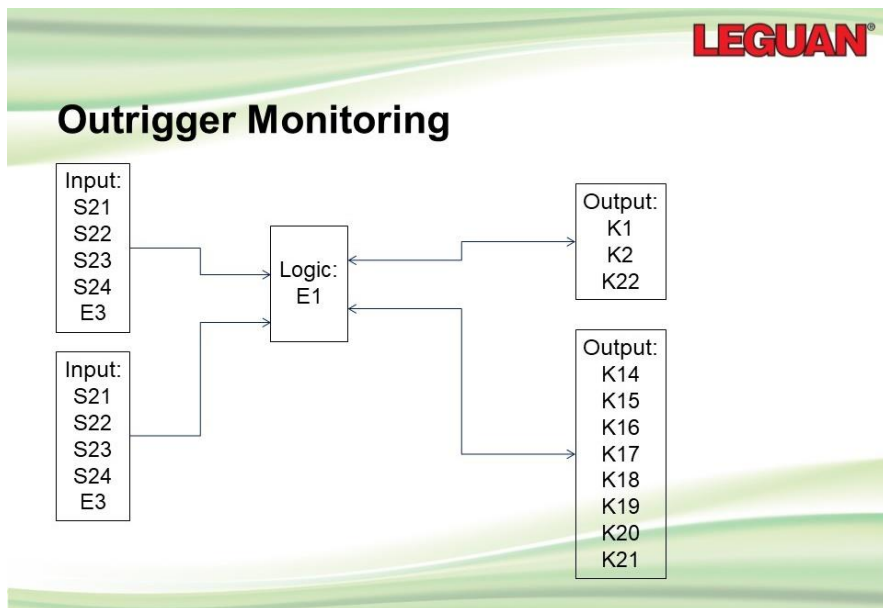 LEGUAN®
Outrigger Monitoring
Input:
S21
S22
S23
S24
E3
Input:
S21
S22
S23
S24
E3
Logic:
E1
Output:
K1
K2
K22
Output:
K14
K15
K16
K17
K18
K19
K20
K21